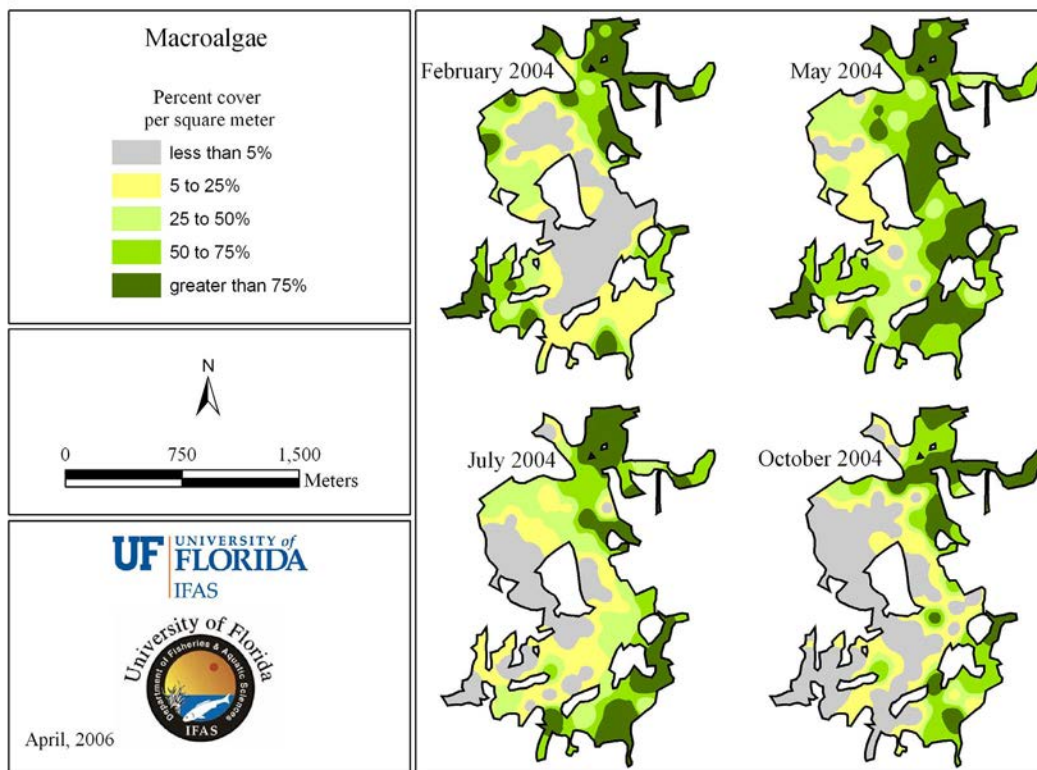 Macroalgae
Percent cover
per square meter
less than 5%
5 to 25%
25 to 50%
50 to 75%
greater than 75%
N
0 750 1,500
Meters
UF UNIVERSITY of
FLORIDA
IFAS
University of Florida
Department of Fisheries & Aquatic Sciences
IFAS
April, 2006
February 2004
May 2004
July 2004
October 2004